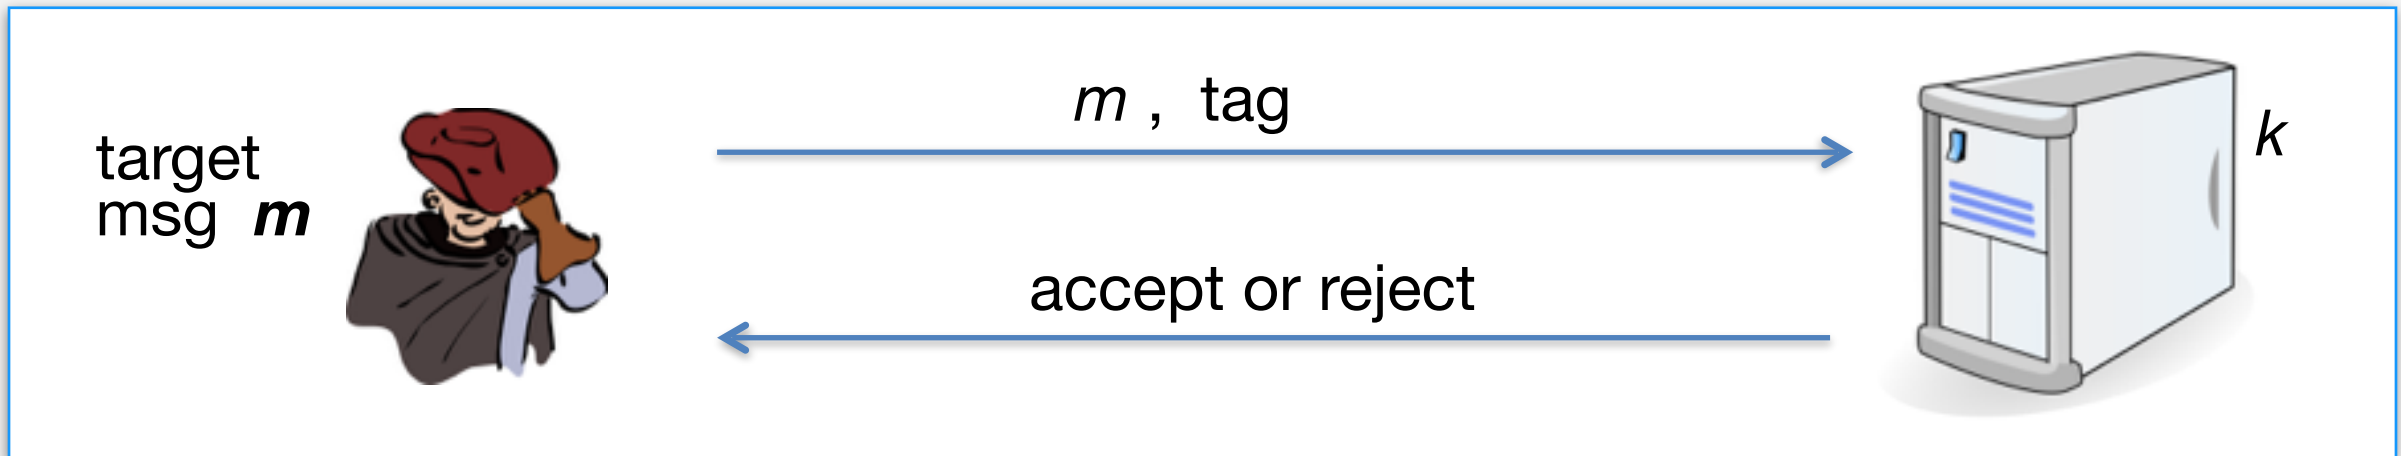 m , tag
target
msg m
k
accept or reject